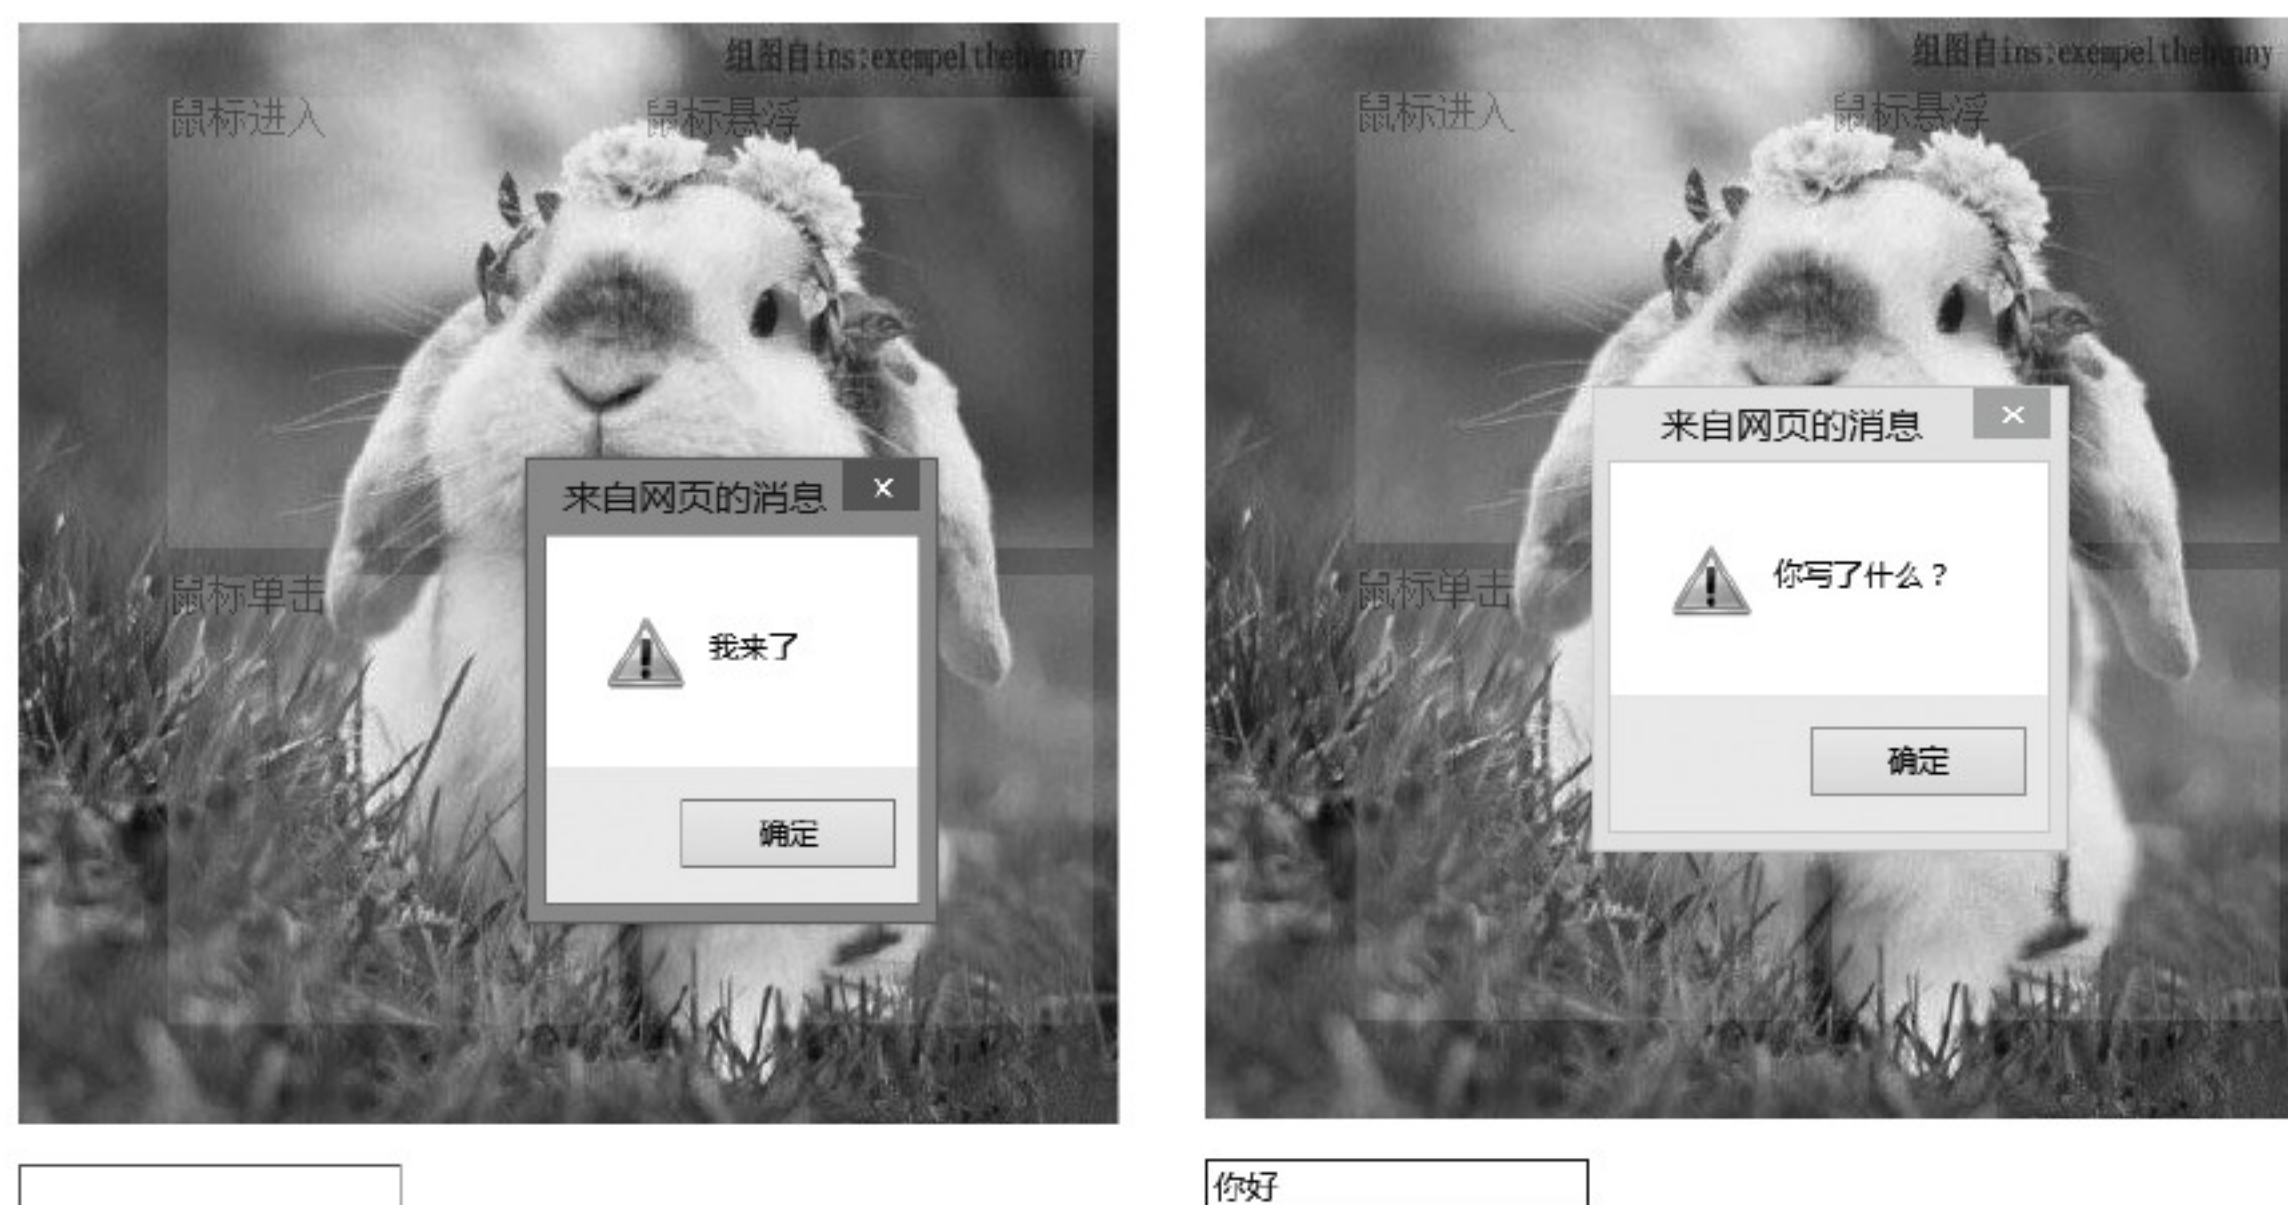 组图自ins:exempelthebunny
鼠标进入
鼠标悬浮
鼠标单击
来自网页的消息
x
我来了
确定
组图自ins:exempelthebunny
鼠标进入
鼠标悬浮
鼠标单击
来自网页的消息
x
你写了什么？
确定
你好